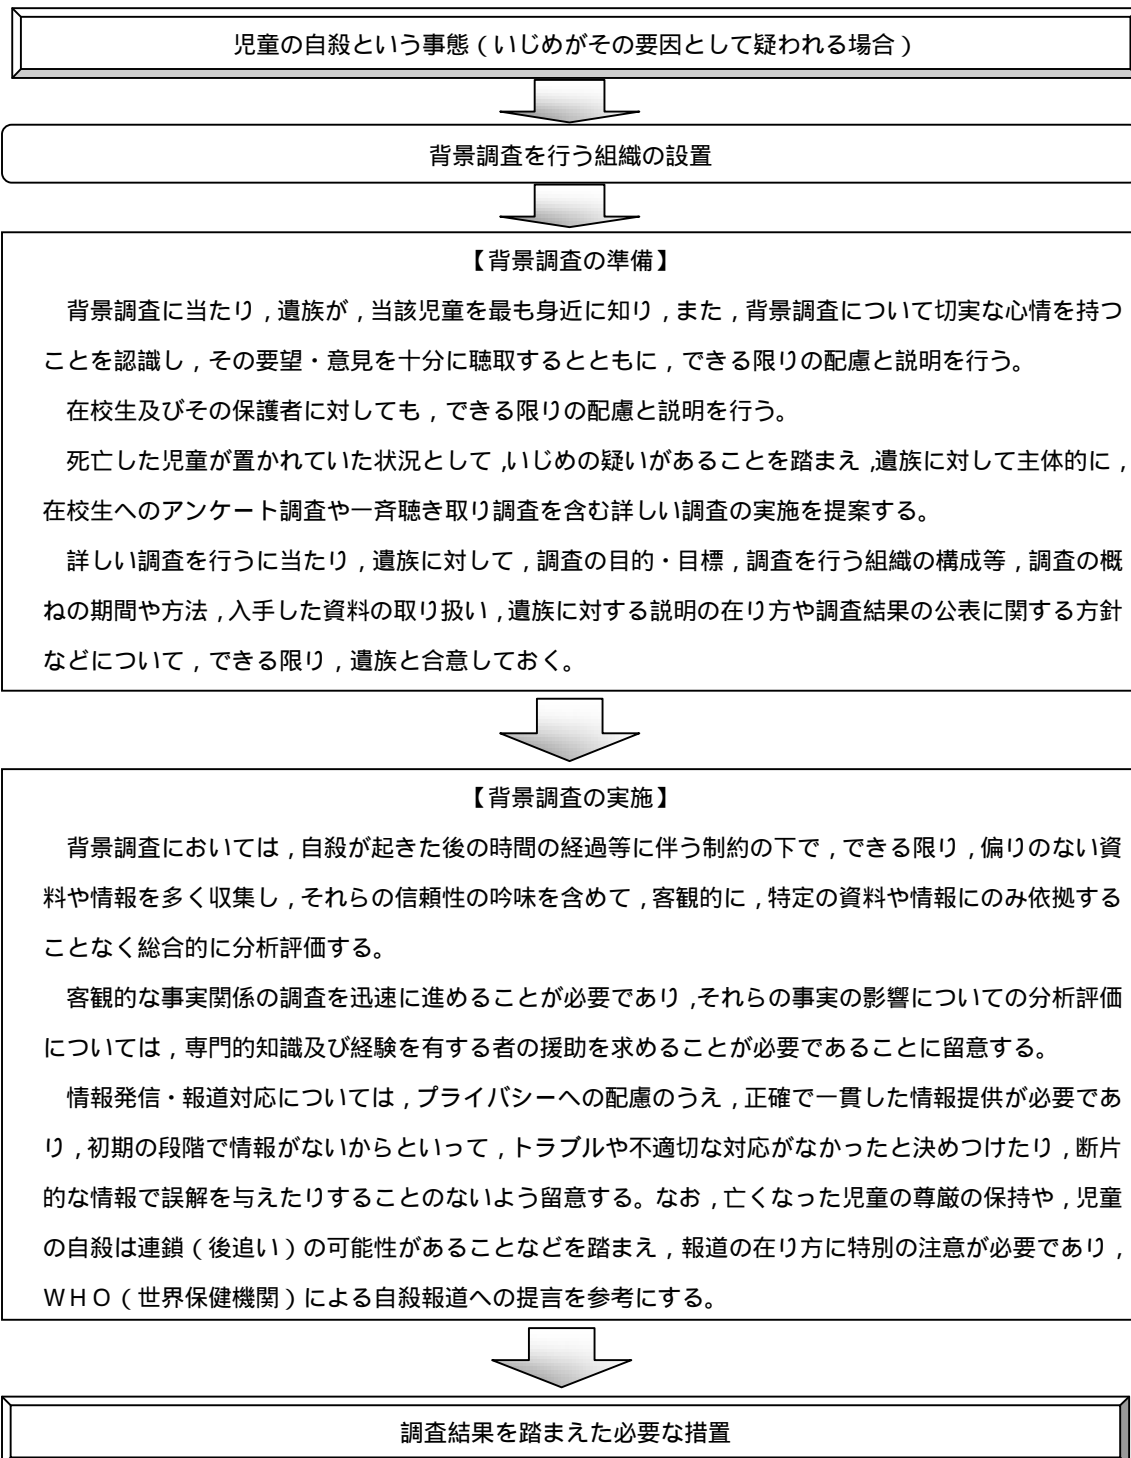 児童の自殺という事態(いじめがその要因として疑われる場合)
背景調査を行う組織の設置
【背景調査の準備】
背景調査に当たり,遺族が,当該児童を最も身近に知り,また,背景調査について切実な心情を持つ
ことを認識し,その要望・意見を十分に聴取するとともに,できる限りの配慮と説明を行う。
在校生及びその保護者に対しても,できる限りの配慮と説明を行う。
死亡した児童が置かれていた状況として,いじめの疑いがあることを踏まえ,遺族に対して主体的に,
在校生へのアンケート調査や一斉聴き取り調査を含む詳しい調査の実施を提案する。
詳しい調査を行うに当たり,遺族に対して,調査の目的・目標,調査を行う組織の構成等,調査の概
ねの期間や方法,入手した資料の取り扱い,遺族に対する説明の在り方や調査結果の公表に関する方針
などについて,できる限り,遺族と合意しておく。
【背景調査の実施】
背景調査においては,自殺が起きた後の時間の経過等に伴う制約の下で,できる限り,偏りのない資
料や情報を多く収集し,それらの信頼性の吟味を含めて,客観的に,特定の資料や情報にのみ依拠する
ことなく総合的に分析評価する。
客観的な事実関係の調査を迅速に進めることが必要であり,それらの事実の影響についての分析評価
については,専門的知識及び経験を有する者の援助を求めることが必要であることに留意する。
情報発信・報道対応については,プライバシーへの配慮のうえ,正確で一貫した情報提供が必要であ
り,初期の段階で情報がないからといって,トラブルや不適切な対応がなかったと決めつけたり,断片
的な情報で誤解を与えたりすることのないよう留意する。なお,亡くなった児童の尊厳の保持や,児童
の自殺は連鎖(後追い)の可能性があることなどを踏まえ,報道の在り方に特別の注意が必要であり,
WHO(世界保健機関)による自殺報道への提言を参考にする。
調査結果を踏まえた必要な措置